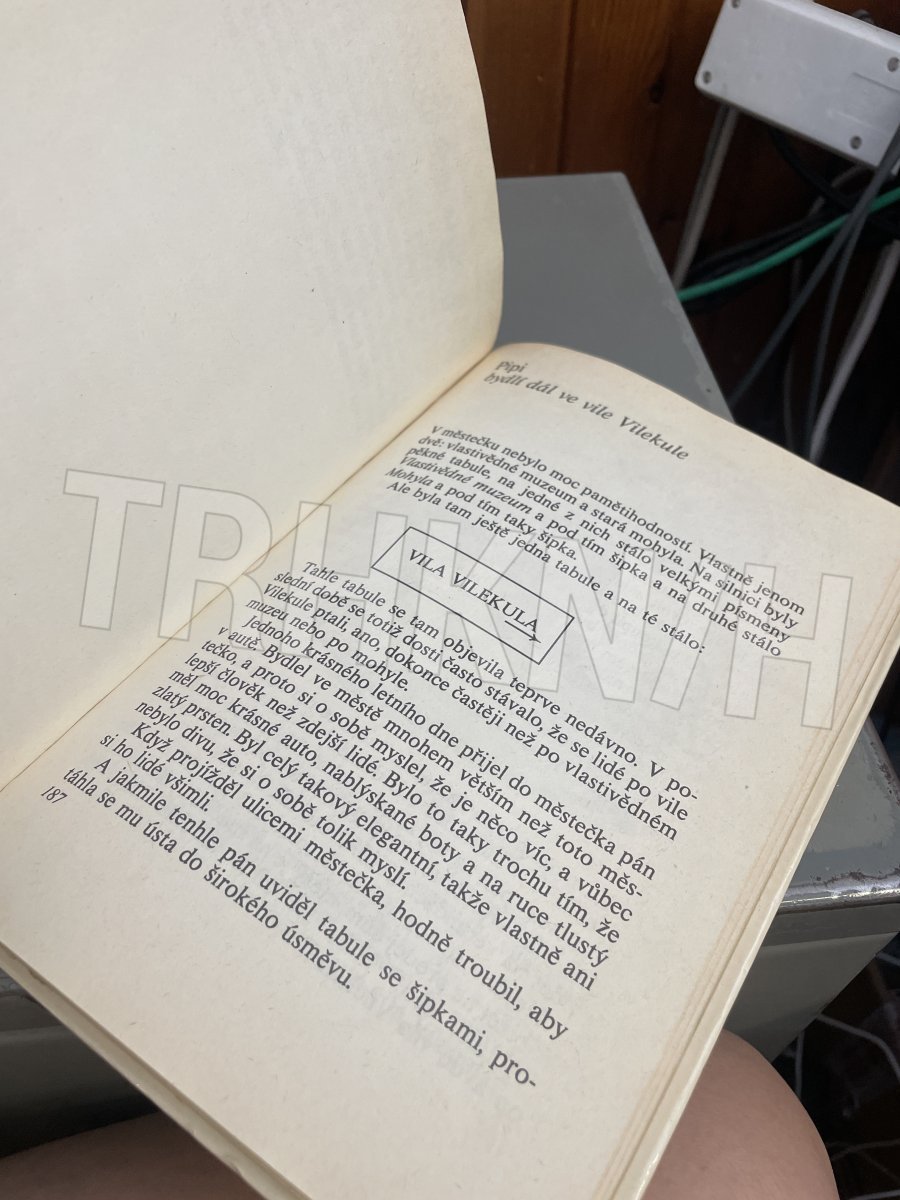 Pipi
bydlí dál ve vile Vilekule
V městečku nebylo moc pamětihodností. Vlastně jenom
dvě: vlastivědné muzeum a stará mohyla. Na silnici byly
pěkné tabule, na jedné z nich stálo velkými písmeny
Vlastivědné muzeum a pod tím šipka a na druhé stálo
Mohyla a pod tím taky šipka.
Ale byla tam ještě jedna tabule a na té stálo:
VILA VILEKULA
Tahle tabule se tam objevila teprve nedávno. V po-
slední době se totiž dosti často stávalo, že se lidé po vile
Vilekule ptali, ano, dokonce častěji než po vlastivědném
muzeu nebo po mohyle.
Jednoho krásného letního dne přijel do městečka pán
v autě. Bydlel ve městě mnohem větším než toto měs-
tečko, a proto si o sobě myslel, že je něco víc, a vůbec
lepší člověk než zdejší lidé. Bylo to taky trochu tím, že
měl moc krásné auto, nablýskané boty a na ruce tlustý
zlatý prsten. Byl celý takový elegantní, takže vlastně ani
nebylo divu, že si o sobě tolik myslí.
Když projížděl ulicemi městečka, hodně troubil, aby
si ho lidé všimli.
A jakmile tenhle pán uviděl tabule se šipkami, pro-
táhla se mu ústa do širokého úsměvu.
187
TRHKNIH